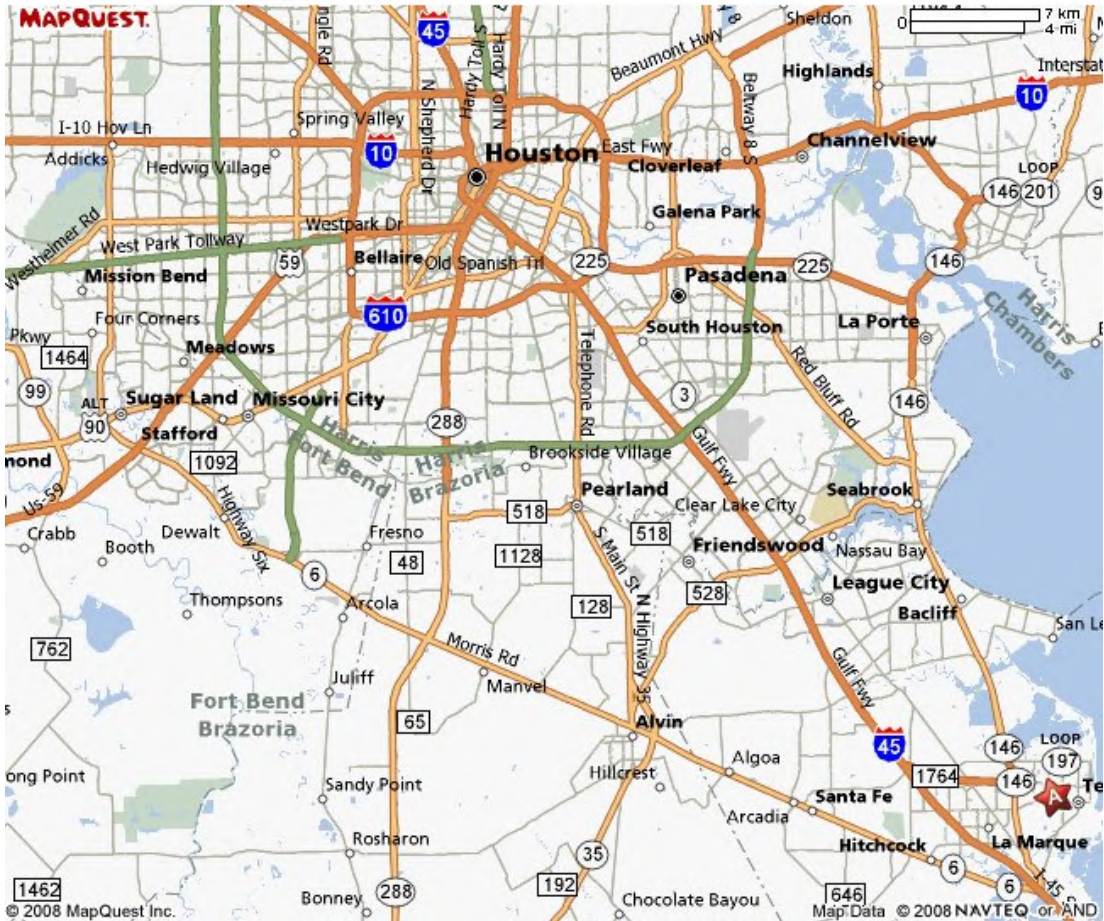 MAPQUEST.
45
8
Sheldon
0
7 km
4 mi
ngle Rd
Hardy Toll N
Beaumont Hwy
Highlands
Interstat
10
N Shepherd Dr
Hardy Toll
Beltway 8 S
I-10 Hov Ln
Spring Valley
Addicks
Hedwig Village
10
Houston
East Fwy
Cloverleaf
Channelview
LOOP
146
201
9
Galena Park
Westheimer Rd
Westpark Dr
West Park Tollway
59
Bellaire
Old Spanish Trl
225
225
146
Mission Bend
Pasadena
Harris
Chambers
610
Four Corners
Pkwy
1464
Meadows
South Houston
La Porte
Telephone Rd
Red Bluff Rd
99
ALT
90
Sugar Land
Missouri City
3
146
288
Stafford
Harris
Fort Bend
Harris
Brazoria
Brookside Village
mond
1092
Gulf Fwy
US-59
Highway Six
Pearland
Clear Lake City
Seabrook
518
518
Crabb
Dewalt
Fresno
Booth
48
1128
S Main St
Friendswood
Nassau Bay
6
528
League City
Thompsons
Arcola
128
N Highway 35
Bacliff
762
Morris Rd
San Le
Juliff
Manvel
Gulf Fwy
Fort Bend
Brazoria
65
Alvin
45
146
LOOP
197
ong Point
Hillcrest
Algoa
1764
146
Sandy Point
A
Te
Arcadia
Santa Fe
Rosharon
La Marque
Hitchcock
35
6
6
I-45 S
1462
288
192
646
Bonney
Chocolate Bayou
© 2008 MapQuest Inc.
Map Data © 2008 NAVTEQ or AND